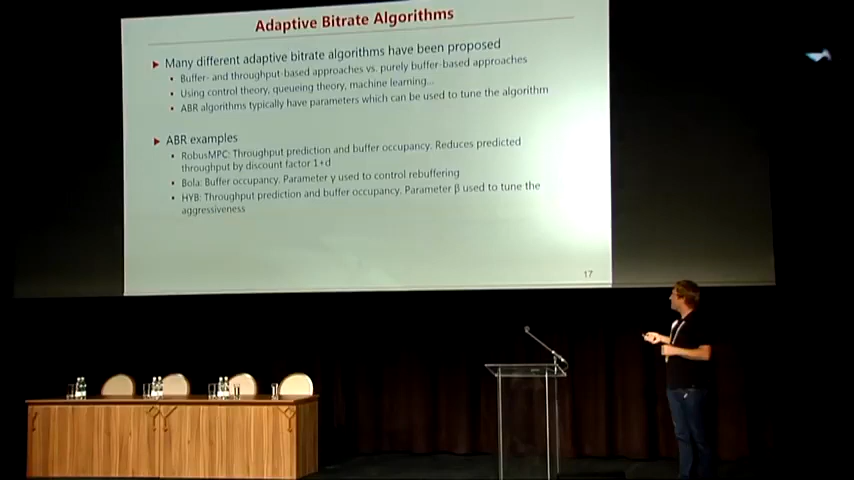 Adaptive Bitrate Algorithms
Many different adaptive bitrate algorithms have been proposed
Buffer- and throughput-based approaches vs. purely buffer-based approaches
Using control theory, queueing theory, machine learning...
ABR algorithms typically have parameters which can be used to tune the algorithm
ABR examples
RobusMPC: Throughput prediction and buffer occupancy. Reduces predicted
throughput by discount factor 1+d
Bola: Buffer occupancy. Parameter γ used to control rebuffering
HYB: Throughput prediction and buffer occupancy. Parameter β used to tune the
aggressiveness
17